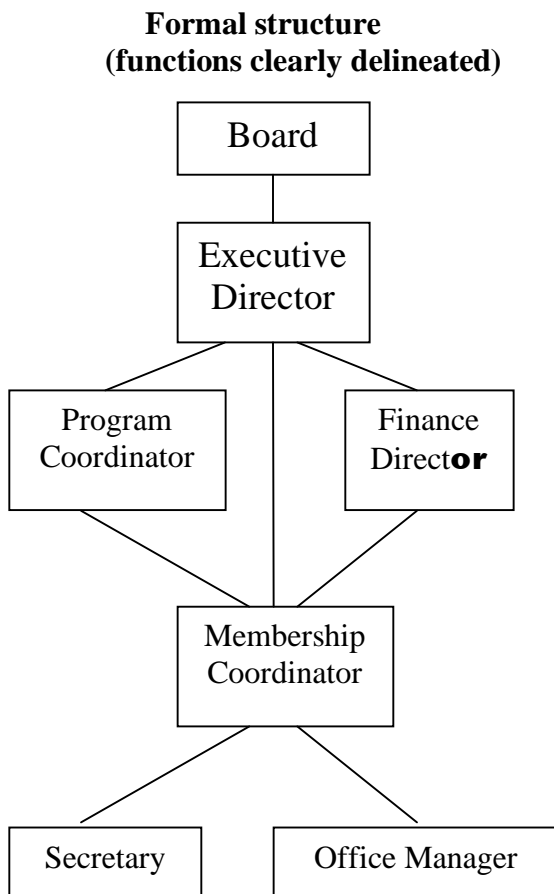 Formal structure
(functions clearly delineated)
Board
Executive
Director
Program
Coordinator
Finance
Director
Membership
Coordinator
Secretary
Office Manager